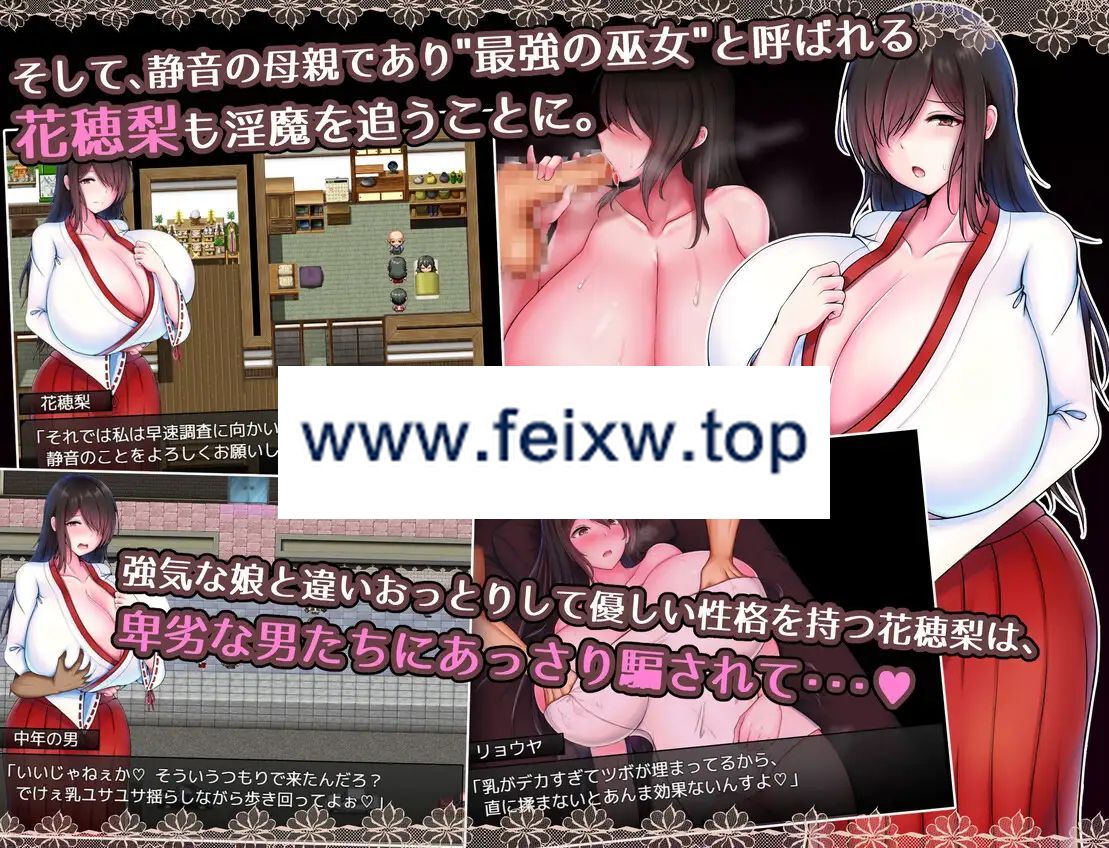 そして、静音の母親であり"最強の巫女"と呼ばれる
花穂梨も淫魔を追うことに。
花穂梨
「それでは私は早速調査に向かい
静音のことをよろしくお願いし
www.feixw.top
強気な娘と違いおっとりして優しい性格を持つ花穂梨は、
卑劣な男たちにあっさり騙されて･･･♥
中年の男
「いいじゃねぇか♡ そういうつもりで来たんだろ？
でけぇ乳ユサユサ揺らしながら歩き回ってよぉ♡」
リョウヤ
「乳がデカすぎてツボが埋まってるから、
直に揉まないとあんま効果ないんすよ♡」